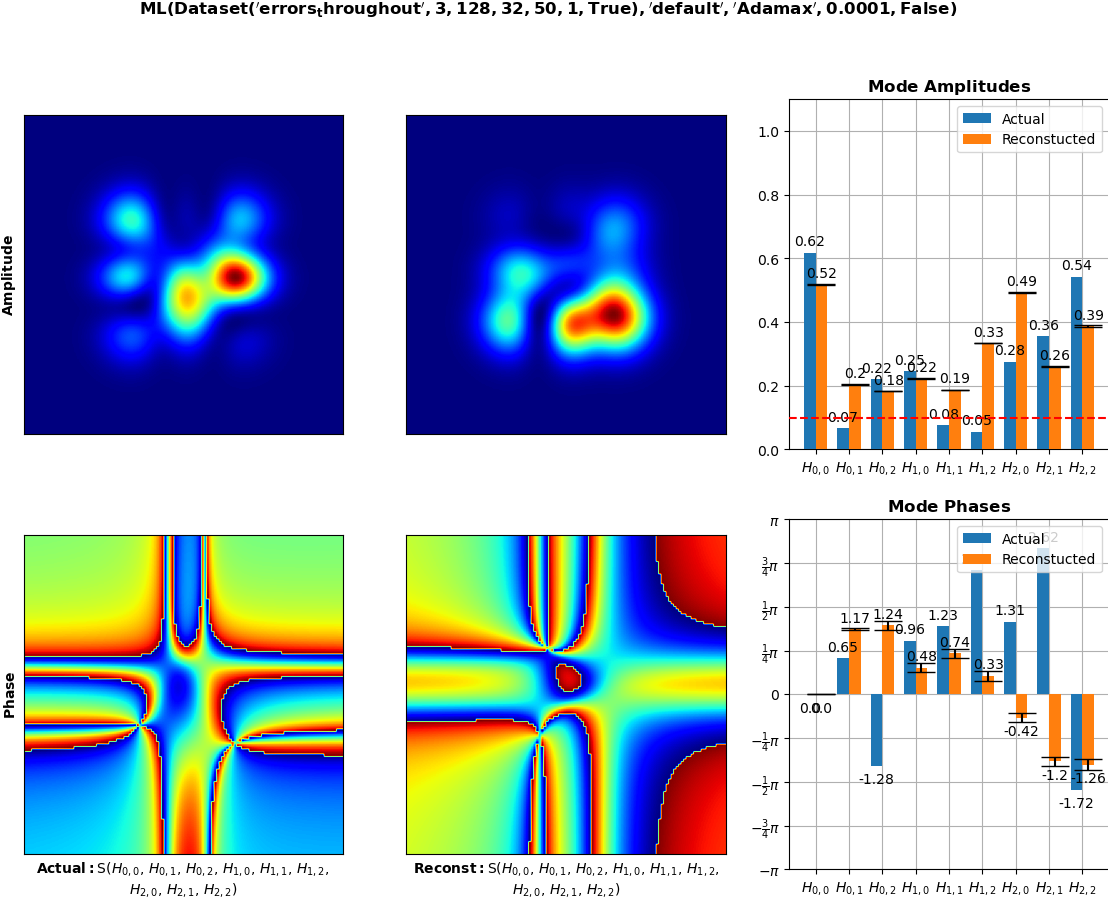 ML(Dataset(′errors_throughout′, 3, 128, 32, 50, 1, True),′default′,′Adamax′, 0.0001, False)
Mode Amplitudes
Actual
Reconstucted
1.0
0.8
0.6
0.4
0.2
0.0
0.62
0.07
0.22
0.25
0.08
0.05
0.28
0.36
0.54
0.52
0.2
0.18
0.22
0.19
0.33
0.49
0.26
0.39
H0,0 H0,1 H0,2 H1,0 H1,1 H1,2 H2,0 H2,1 H2,2
Amplitude
Mode Phases
Actual
Reconstucted
π
3/4π
1/2π
1/4π
0
−1/4π
−1/2π
−3/4π
−π
0.0
0.65
-1.28
0.96
1.23
1.31
-1.72
0.0
1.17
1.24
0.48
0.74
0.33
-0.42
-1.2
-1.26
H0,0 H0,1 H0,2 H1,0 H1,1 H1,2 H2,0 H2,1 H2,2
Phase
Actual: S(H0,0, H0,1, H0,2, H1,0, H1,1, H1,2,
H2,0, H2,1, H2,2)
Reconst: S(H0,0, H0,1, H0,2, H1,0, H1,1, H1,2,
H2,0, H2,1, H2,2)